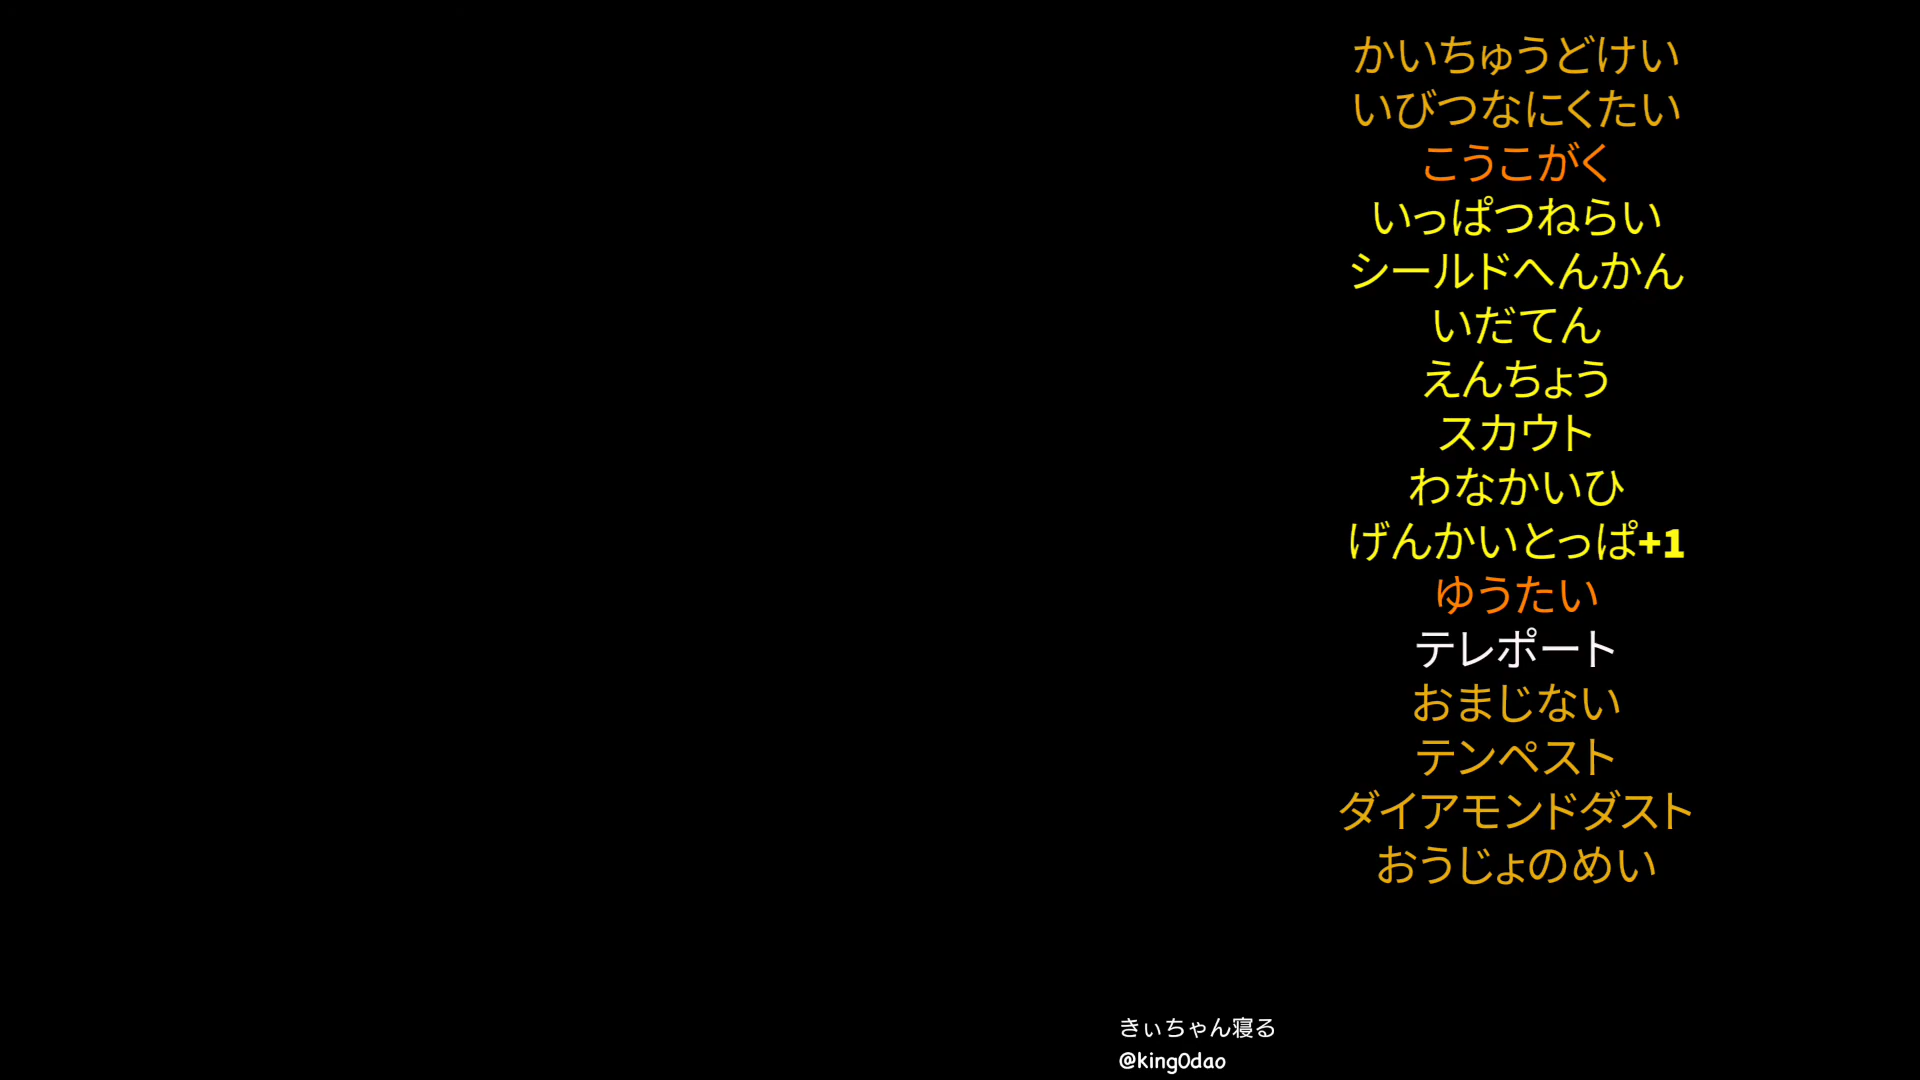 かいちゅうどけい
いびつなにくたい
こうこがく
いっぱつねらい
シールドへんかん
いだてん
えんちょう
スカウト
わなかいひ
げんかいとっぱ+1
ゆうたい
テレポート
おまじない
テンペスト
ダイアモンドダスト
おうじょのめい
きぃちゃん寝る
@king0dao